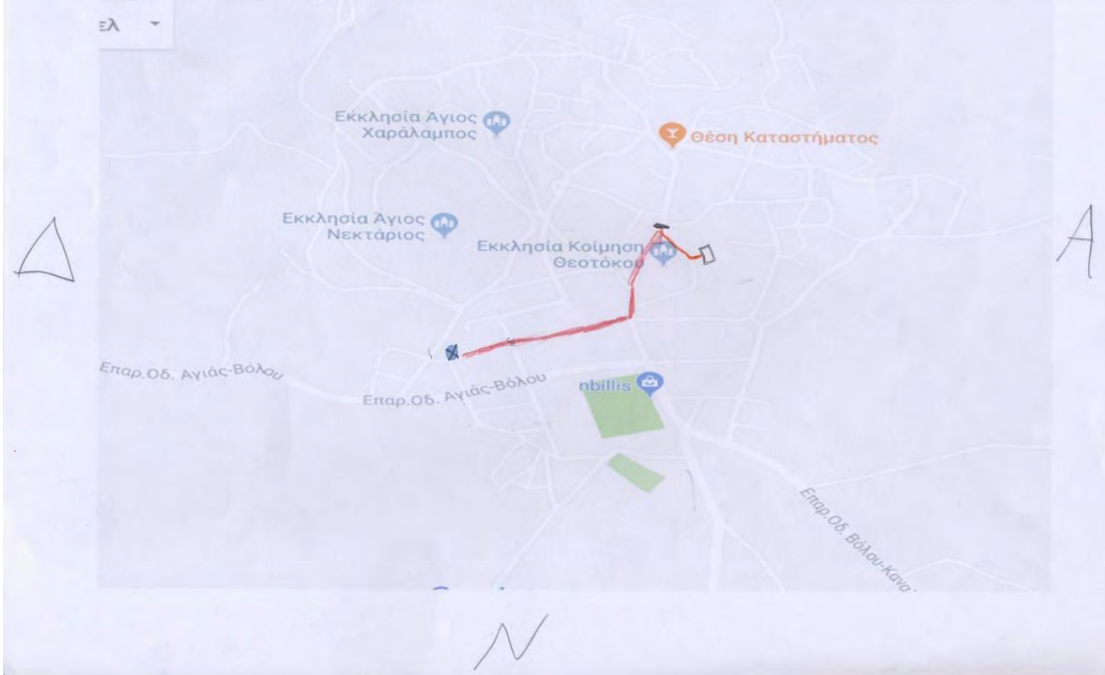 ελ
Εκκλησία Άγιος
Χαράλαμπος
Θέση Καταστήματος
Εκκλησία Άγιος
Νεκτάριος
Εκκλησία Κοίμηση
Θεοτόκου
Δ
Α
Επαρ.Οδ. Αγιάς-Βόλου
Επαρ.Οδ. Αγιάς-Βόλου
nbillis
Επαρ.Οδ. Βόλου-Κανα
Ν